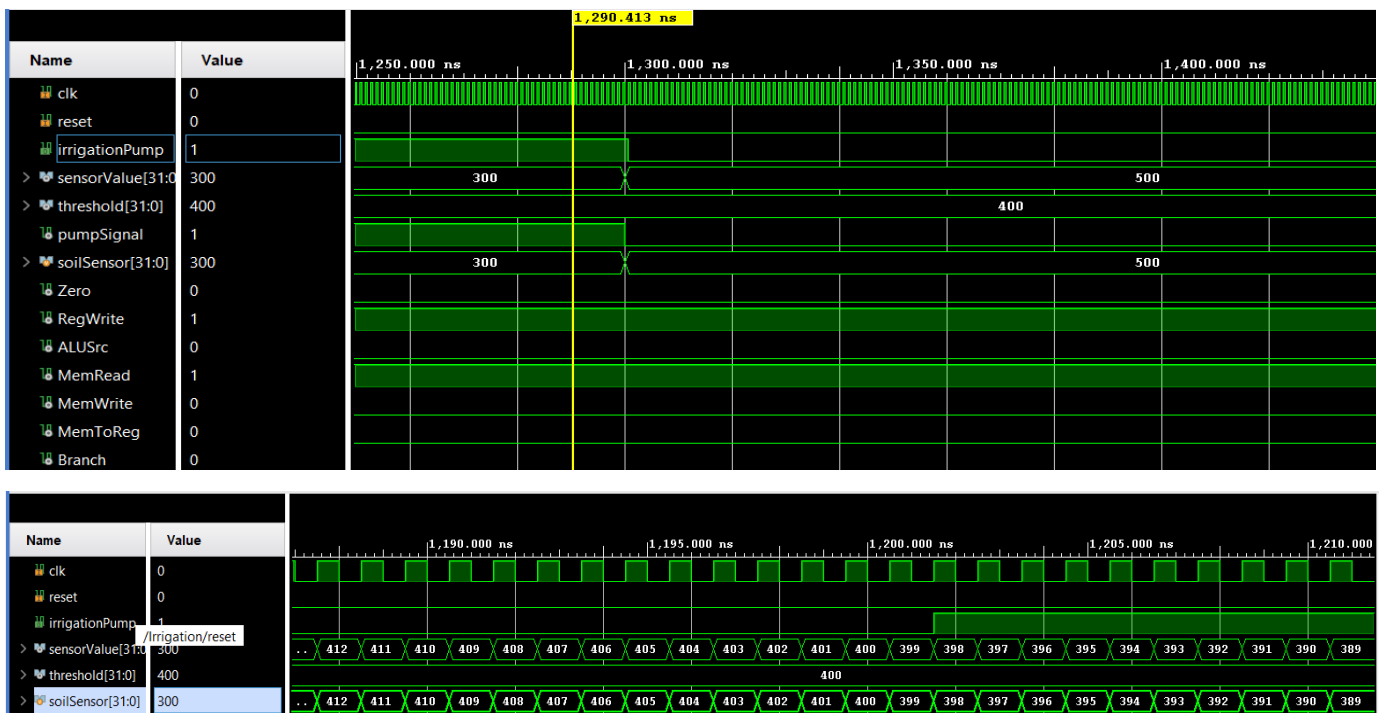 1,290.413 ns
Name Value
1,250.000 ns 1,300.000 ns 1,350.000 ns 1,400.000 ns
clk 0
reset 0
irrigationPump 1
sensorValue[31:0 300 300 500
threshold[31:0] 400 400
pumpSignal 1
soilSensor[31:0] 300 300 500
Zero 0
RegWrite 1
ALUSrc 0
MemRead 1
MemWrite 0
MemToReg 0
Branch 0
Name Value
1,190.000 ns 1,195.000 ns 1,200.000 ns 1,205.000 ns 1,210.000
clk 0
reset 0
irrigationPump 1
/Irrigation/reset
sensorValue[31:0 300 .. 412 411 410 409 408 407 406 405 404 403 402 401 400 399 398 397 396 395 394 393 392 391 390 389
threshold[31:0] 400 400
soilSensor[31:0] 300 .. 412 411 410 409 408 407 406 405 404 403 402 401 400 399 398 397 396 395 394 393 392 391 390 389